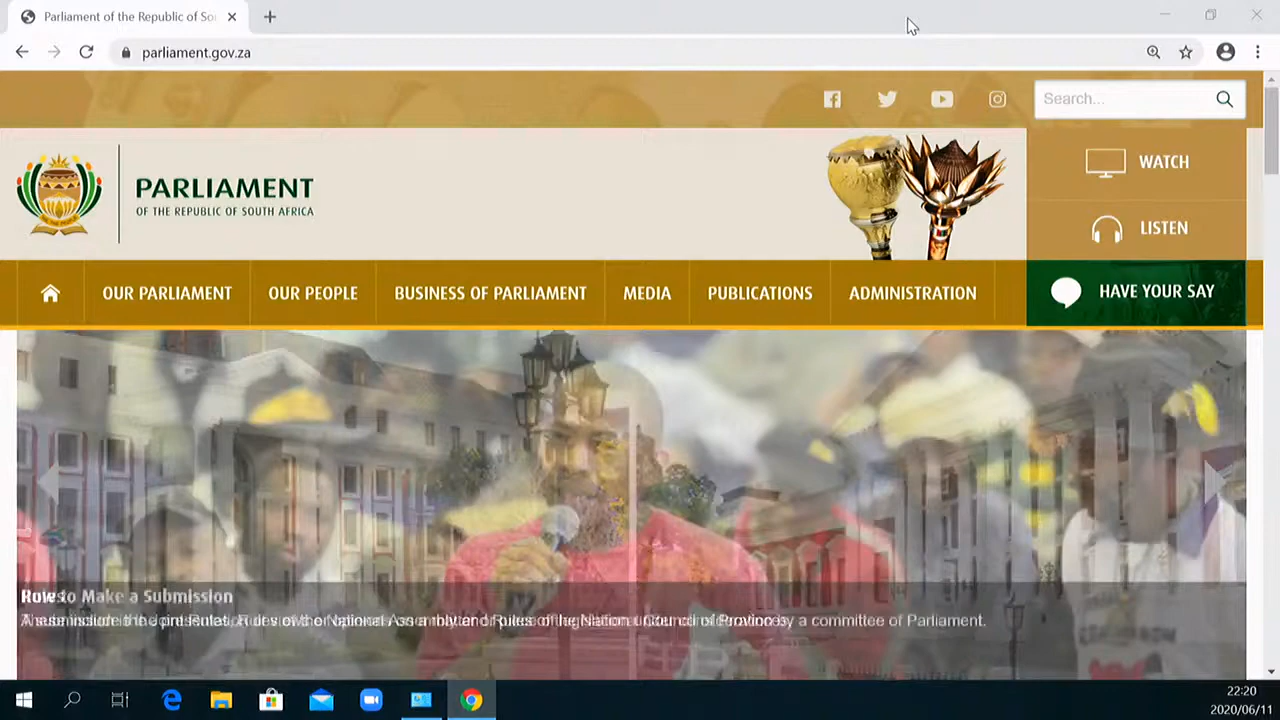 Parliament of the Republic of So
parliament.gov.za
Search...
WATCH
PARLIAMENT
OF THE REPUBLIC OF SOUTH AFRICA
LISTEN
OUR PARLIAMENT
OUR PEOPLE
BUSINESS OF PARLIAMENT
MEDIA
PUBLICATIONS
ADMINISTRATION
HAVE YOUR SAY
to Make a Submission
by a committee of Parliament.
22:20
2020/06/11